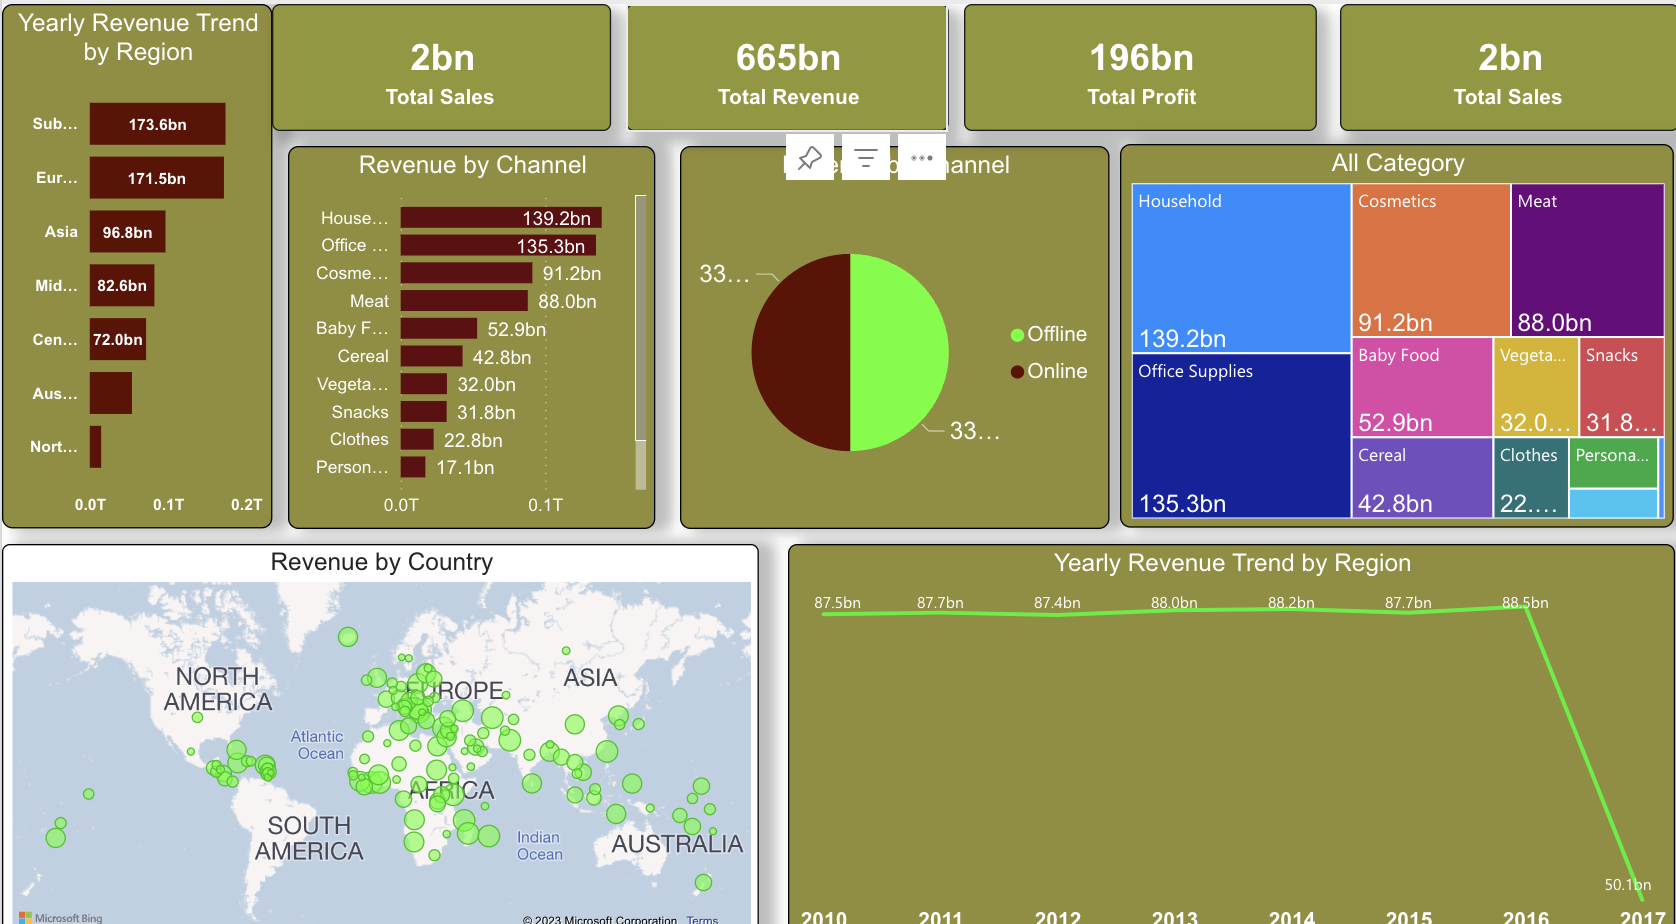 Yearly Revenue Trend
by Region
Sub...
173.6bn
Eur...
171.5bn
Asia
96.8bn
Mid...
82.6bn
Cen...
72.0bn
Aus...
Nort...
0.0T
0.1T
0.2T
2bn
Total Sales
665bn
Total Revenue
196bn
Total Profit
2bn
Total Sales
Revenue by Channel
House...
139.2bn
Office ...
135.3bn
Cosme...
91.2bn
Meat
88.0bn
Baby F...
52.9bn
Cereal
42.8bn
Vegeta...
32.0bn
Snacks
31.8bn
Clothes
22.8bn
Person...
17.1bn
0.0T
0.1T
33...
33...
Offline
Online
All Category
Household
139.2bn
Office Supplies
135.3bn
Cosmetics
91.2bn
Meat
88.0bn
Baby Food
52.9bn
Vegeta...
32.0...
Snacks
31.8...
Cereal
42.8bn
Clothes
22....
Persona...
Revenue by Country
NORTH
AMERICA
EUROPE
ASIA
Atlantic
Ocean
AFRICA
SOUTH
AMERICA
Indian
Ocean
AUSTRALIA
Microsoft Bing
© 2023 Microsoft Corporation Terms
Yearly Revenue Trend by Region
87.5bn
87.7bn
87.4bn
88.0bn
88.2bn
87.7bn
88.5bn
50.1bn
2010
2011
2012
2013
2014
2015
2016
2017